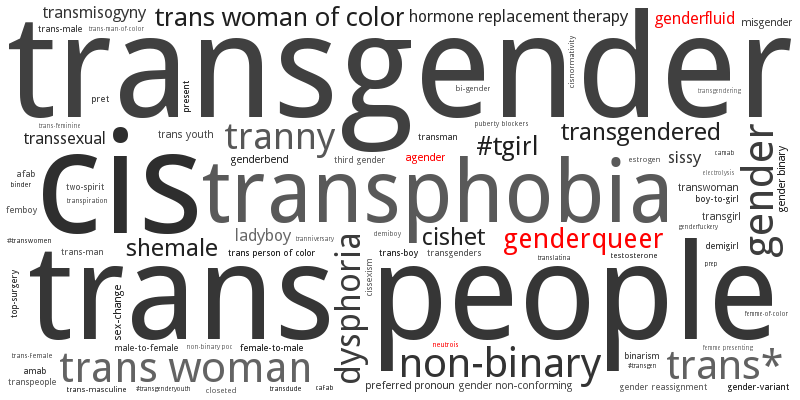 transmisogyny
trans woman of color
hormone replacement therapy
genderfluid
misgender
trans-male
trans-man-of-color
transgender
cisnormativity
bi-gender
transgendering
pret
present
trans-feminine
puberty blockers
transsexual
trans youth
tranny
transman
#tgirl
transgendered
gender
gender binary
genderbend
third gender
agender
estrogen
sissy
camab
afab
binder
two-spirit
cis
transphobia
electrolysis
transwoman
boy-to-girl
transpiration
femboy
transgirl
genderfuckery
#transwomen
shemale
ladyboy
tranniversary
demiboy
cishet
genderqueer
demigirl
trans-man
trans person of color
dysphoria
cissexism
trans-boy
transgenders
translatina
testosterone
prep
top-surgery
trans
people
sex-change
femme-of-color
male-to-female
non-binary poc
female-to-male
neutrois
femme presenting
trans-female
amab
transpeople
trans woman
non-binary
binarism
#transgen
trans*
trans-masculine
#transgenderyouth
closeted
transdude
caFab
preferred pronoun
gender non-conforming
gender reassignment
gender-variant